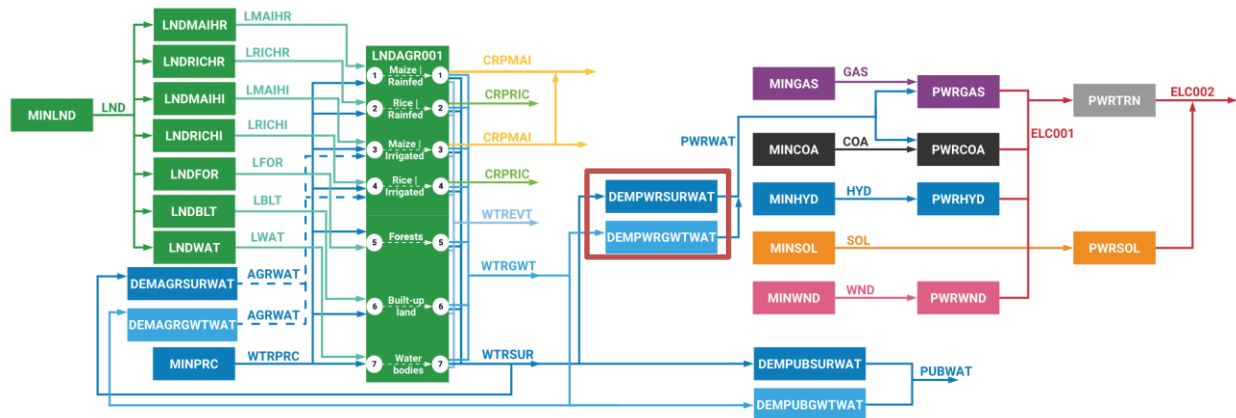 LNDMAIHR
LMAIHR
LNDRICHR
LRICHR
LNDMAIHI
LMAIHI
MINLND
LND
LNDRICHI
LRICHI
LNDFOR
LFOR
LNDBLT
LBLT
LNDWAT
LWAT
DEMAGRSURWAT
AGRWAT
DEMAGRGWTWAT
AGRWAT
MINPRC
WTRPRC
LNDAGR001
1 Maize | 1
Rainfed
2 Rice | 2
Rainfed
3 Maize | 3
Irrigated
4 Rice | 4
Irrigated
5 Forests 5
6 Built-up 6
land
7 Water 7
bodies
CRPMAI
CRPRIC
CRPMAI
CRPRIC
WTREVT
WTRGWT
WTRSUR
DEMPWRSURWAT
DEMPWRGWTWAT
PWRWAT
MINGAS
GAS
PWRGAS
MINCOA
COA
PWRCOA
MINHYD
HYD
PWRHYD
MINSOL
SOL
PWRSOL
MINWND
WND
PWRWND
ELC001
PWRTRN
ELC002
DEMPUBSURWAT
DEMPUBGWTWAT
PUBWAT